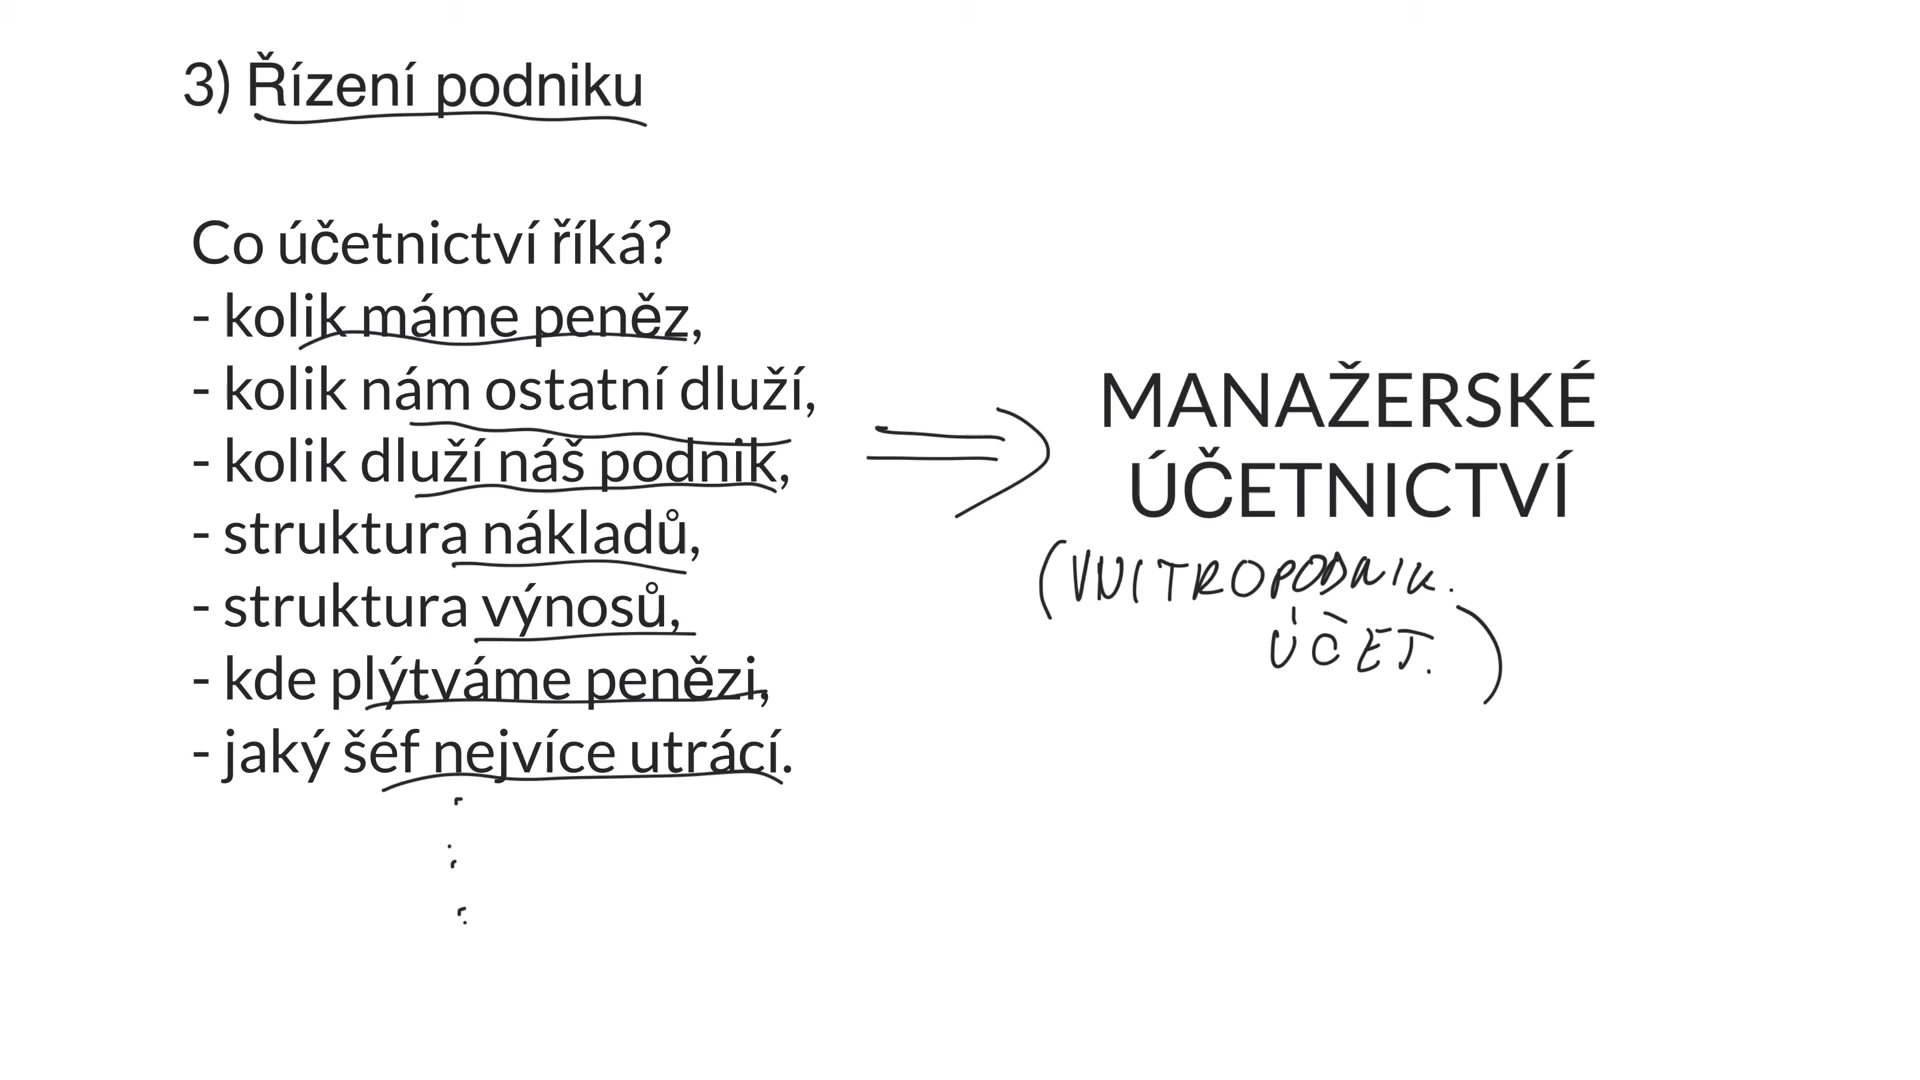 3) Řízení podniku
Co účetnictví říká?
- kolik máme peněz,
- kolik nám ostatní dluží,
- kolik dluží náš podnik,
- struktura nákladů,
- struktura výnosů,
- kde plýtváme penězi,
- jaký šéf nejvíce utrácí.
MANAŽERSKÉ
ÚČETNICTVÍ
(VNITROPODNIK.
ÚČET.)